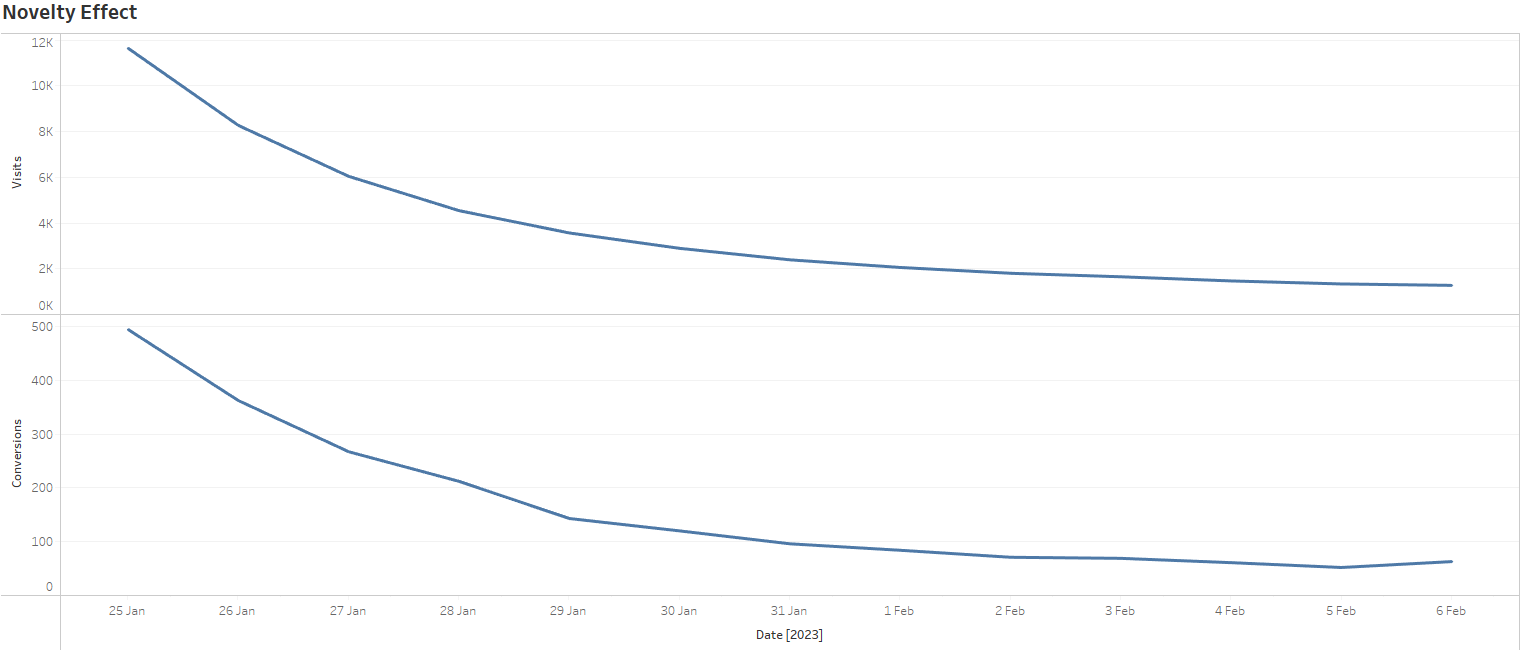 Novelty Effect
12K
10K
8K
6K
4K
2K
0K
Visits
500
400
300
200
100
0
Conversions
25 Jan 26 Jan 27 Jan 28 Jan 29 Jan 30 Jan 31 Jan 1 Feb 2 Feb 3 Feb 4 Feb 5 Feb 6 Feb
Date [2023]